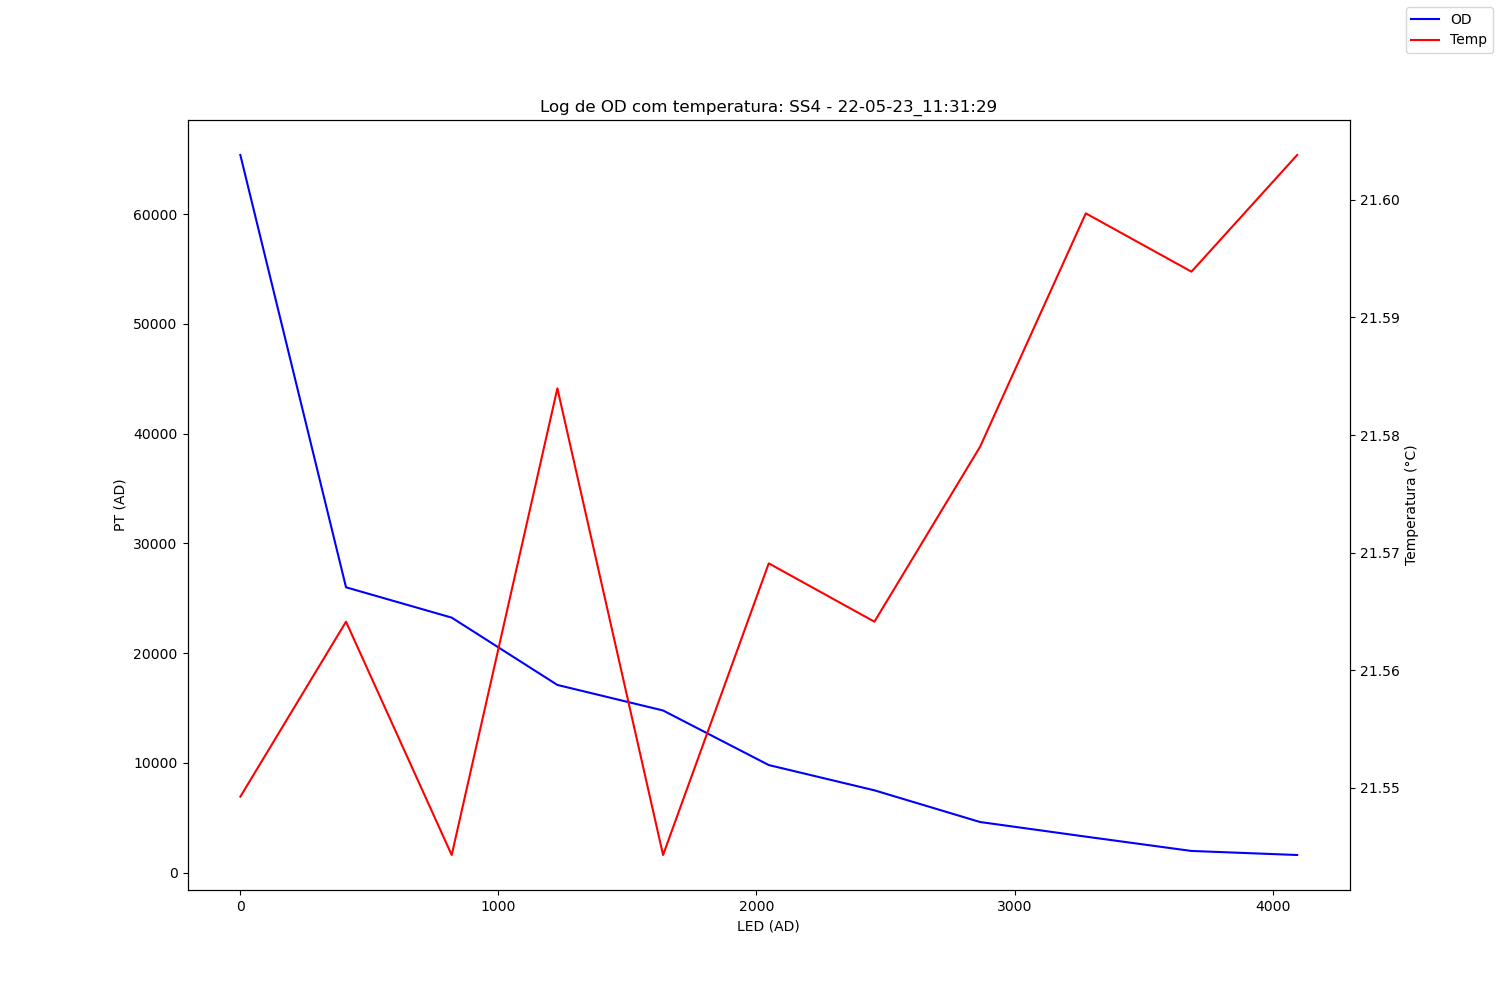 OD
Temp
Log de OD com temperatura: SS4 - 22-05-23_11:31:29
60000
50000
40000
30000
20000
10000
0
PT (AD)
21.60
21.59
21.58
21.57
21.56
21.55
Temperatura (°C)
0 1000 2000 3000 4000
LED (AD)